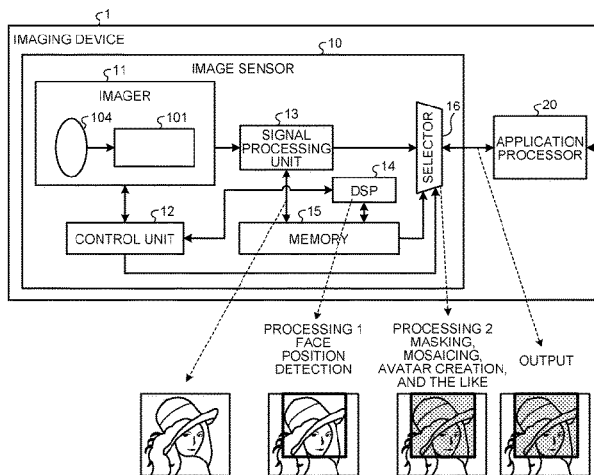 1
IMAGING DEVICE
10
IMAGE SENSOR
11
IMAGER
104
101
13
SIGNAL
PROCESSING
UNIT
14
DSP
16
SELECTOR
20
APPLICATION
PROCESSOR
12
CONTROL UNIT
15
MEMORY
PROCESSING 1
FACE
POSITION
DETECTION
PROCESSING 2
MASKING,
MOSAICING,
AVATAR CREATION,
AND THE LIKE
OUTPUT